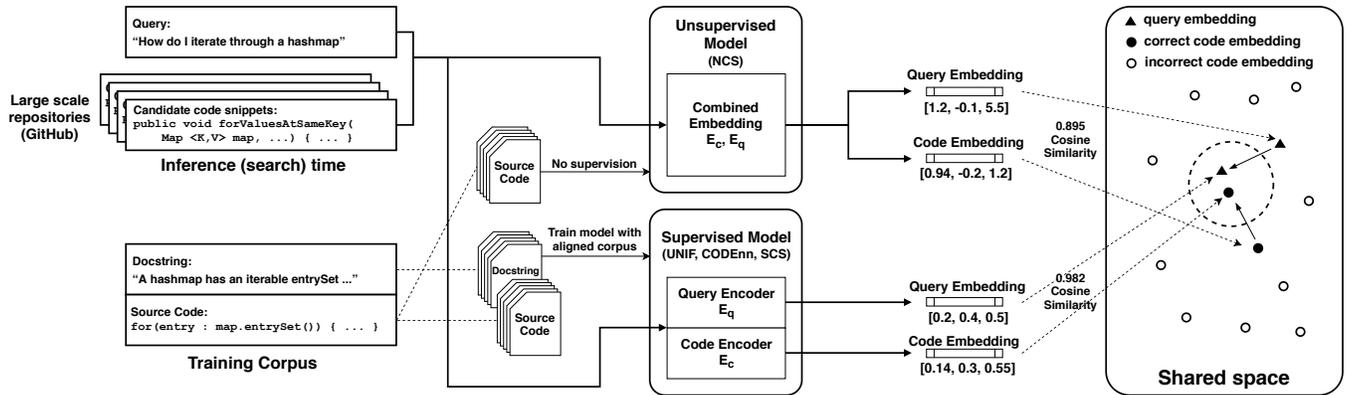 Query:
“How do I iterate through a hashmap”
Large scale
repositories
(GitHub)
Candidate code snippets:
public void forValuesAtSameKey(
Map <K,V> map, ...) { ... }
Inference (search) time
Docstring:
“A hashmap has an iterable entrySet ...”
Source Code:
for(entry : map.entrySet()) { ... }
Training Corpus
Source
Code
No supervision
Docstring
Source
Code
Train model with
aligned corpus
Unsupervised
Model
(NCS)
Combined
Embedding
Ec, Eq
Supervised Model
(UNIF, CODEnn, SCS)
Query Encoder
Eq
Code Encoder
Ec
Query Embedding
[1.2, -0.1, 5.5]
Code Embedding
[0.94, -0.2, 1.2]
0.895
Cosine
Similarity
Query Embedding
[0.2, 0.4, 0.5]
Code Embedding
[0.14, 0.3, 0.55]
0.982
Cosine
Similarity
query embedding
correct code embedding
incorrect code embedding
Shared space